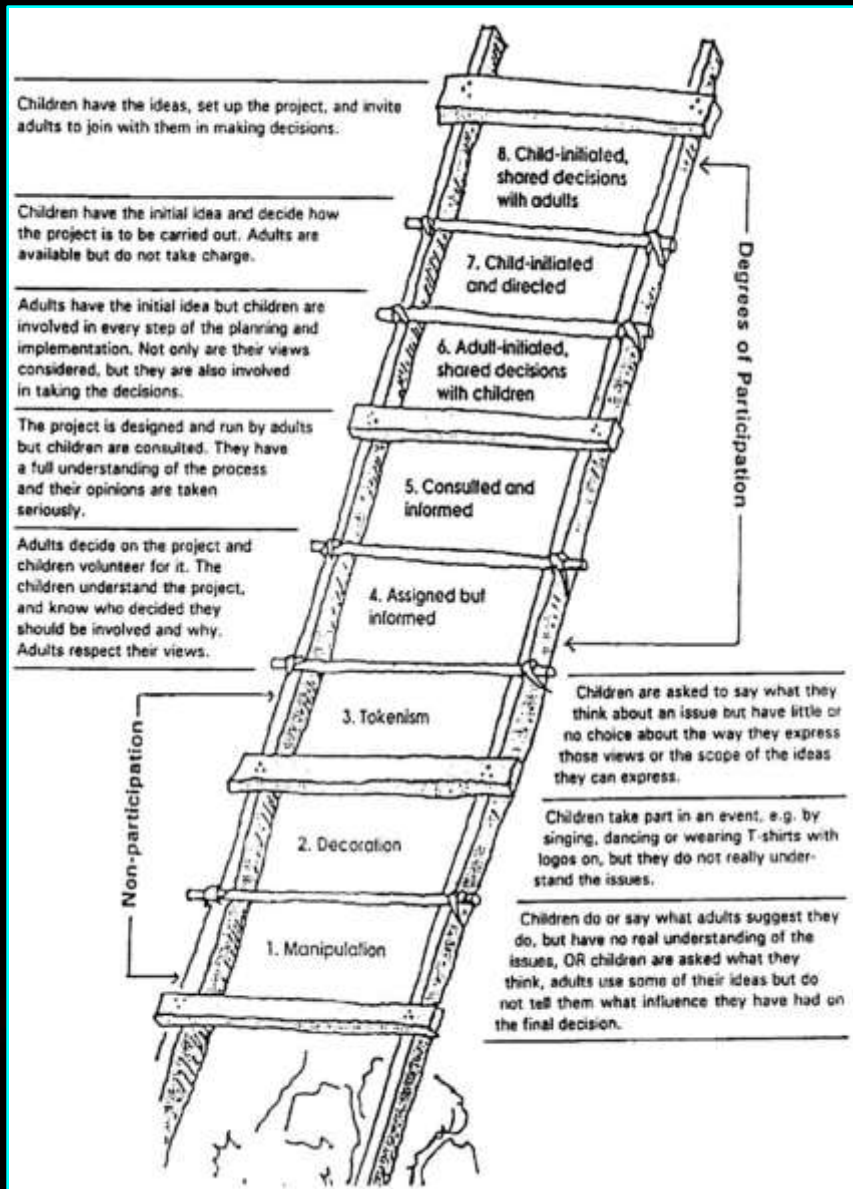 Children have the ideas, set up the project, and invite
adults to join with them in making decisions.
8. Child-initiated,
shared decisions
with adults
Children have the initial idea and decide how
the project is to be carried out. Adults are
available but do not take charge.
7. Child-initiated
and directed
Adults have the initial idea but children are
involved in every step of the planning and
implementation. Not only are their views
considered, but they are also involved
in taking the decisions.
6. Adult-initiated,
shared decisions
with children
Degrees of Participation
The project is designed and run by adults
but children are consulted. They have
a full understanding of the process
and their opinions are taken
seriously.
5. Consulted and
informed
Adults decide on the project and
children volunteer for it. The
children understand the project,
and know who decided they
should be involved and why.
Adults respect their views.
4. Assigned but
informed
3. Tokenism
Children are asked to say what they
think about an issue but have little or
no choice about the way they express
those views or the scope of the ideas
they can express.
Non-participation
2. Decoration
Children take part in an event, e.g. by
singing, dancing or wearing T-shirts with
logos on, but they do not really under-
stand the issues.
1. Manipulation
Children do or say what adults suggest they
do, but have no real understanding of the
issues, OR children are asked what they
think, adults use some of their ideas but do
not tell them what influence they have had on
the final decision.